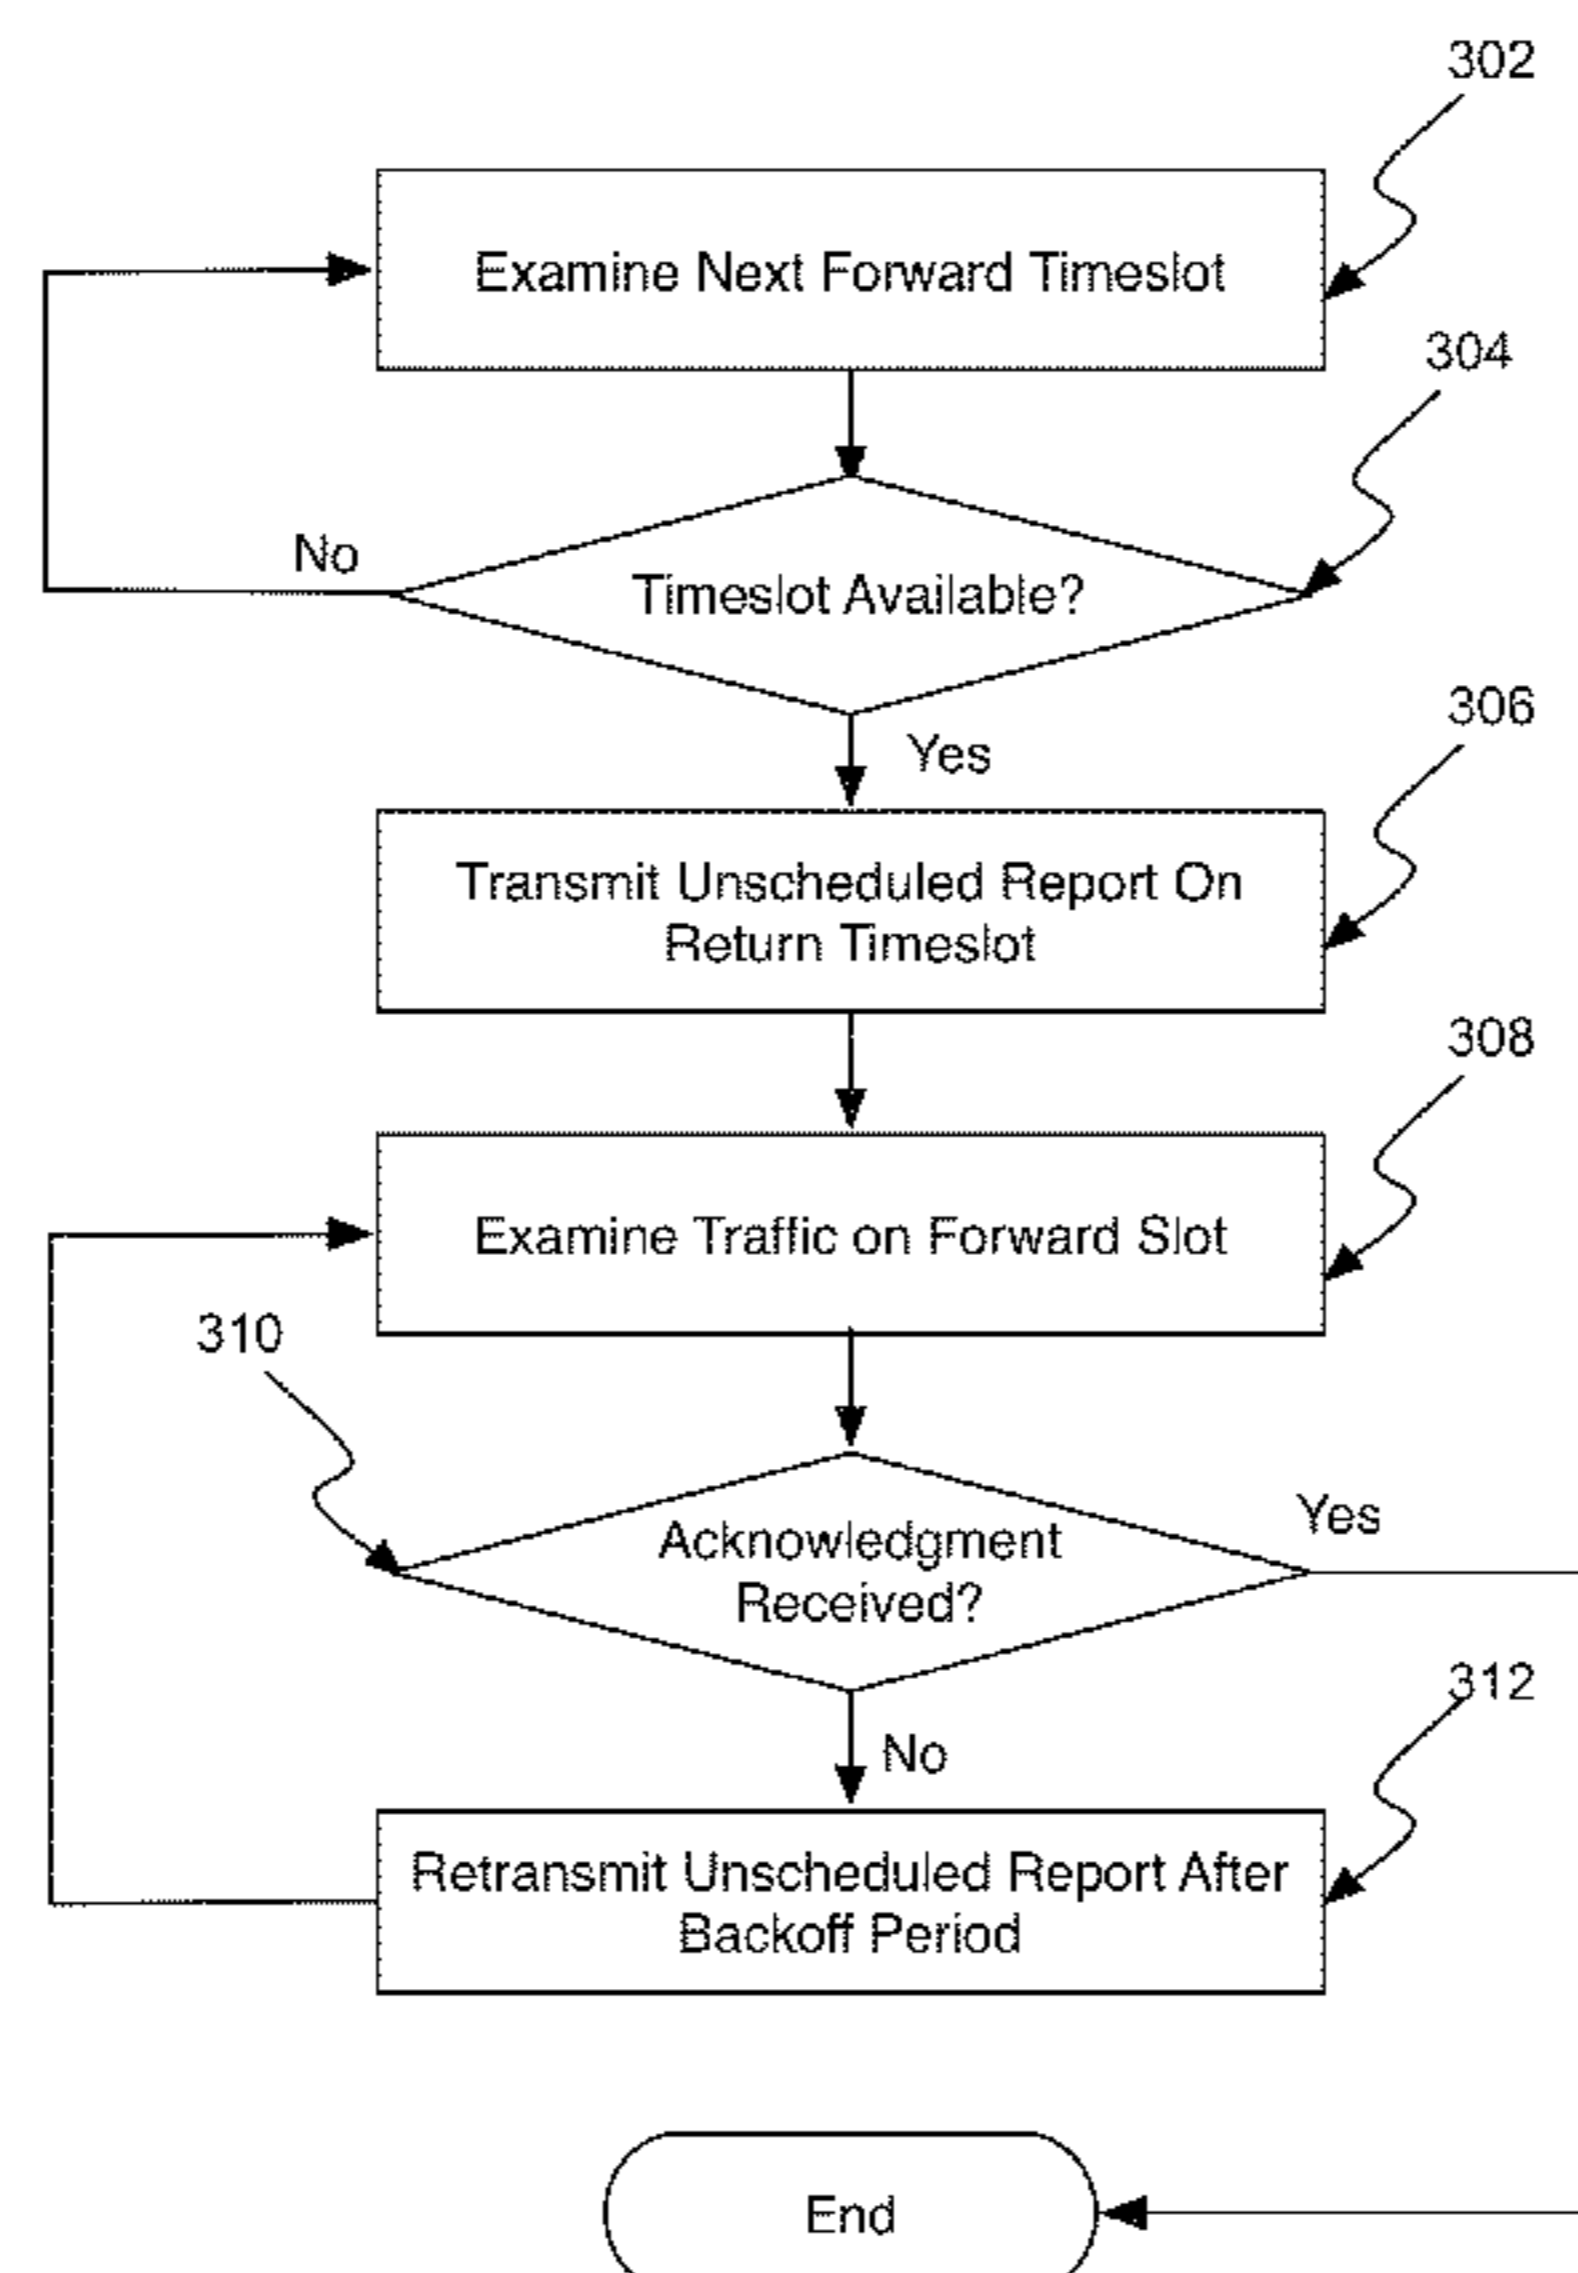 302
Examine Next Forward Timeslot
304
No
Timeslot Available?
306
Yes
Transmit Unscheduled Report On
Return Timeslot
308
Examine Traffic on Forward Slot
310
Yes
Acknowledgment
Received?
312
No
Retransmit Unscheduled Report After
Backoff Period
End